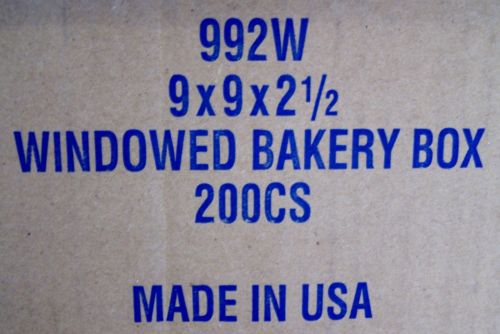 992W
9x9x2½
WINDOWED BAKERY BOX
200CS
MADE IN USA